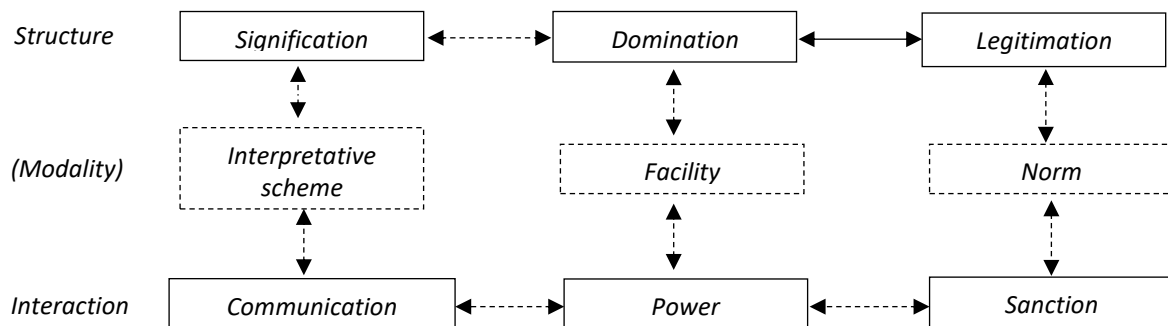 Structure
Signification
Domination
Legitimation
(Modality)
Interpretative
scheme
Facility
Norm
Interaction
Communication
Power
Sanction